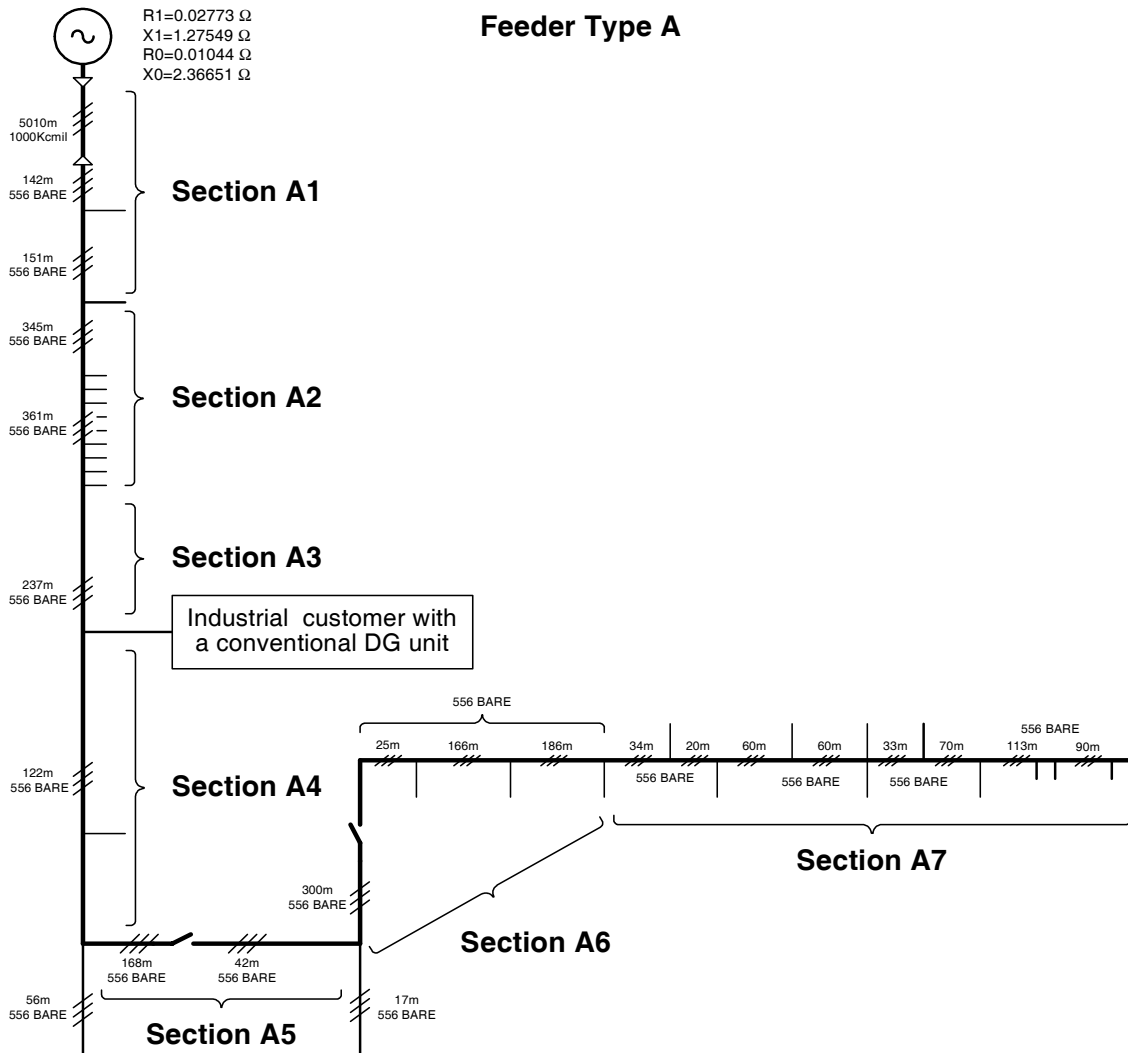 R1=0.02773 Ω
X1=1.27549 Ω
R0=0.01044 Ω
X0=2.36651 Ω
Feeder Type A
5010m
1000Kcmil
142m
556 BARE
Section A1
151m
556 BARE
345m
556 BARE
Section A2
361m
556 BARE
Section A3
237m
556 BARE
Industrial customer with
a conventional DG unit
122m
556 BARE
Section A4
556 BARE
25m
166m
186m
34m
20m
60m
60m
33m
70m
113m
90m
556 BARE
556 BARE
556 BARE
556 BARE
Section A7
300m
556 BARE
Section A6
168m
556 BARE
42m
556 BARE
56m
556 BARE
Section A5
17m
556 BARE